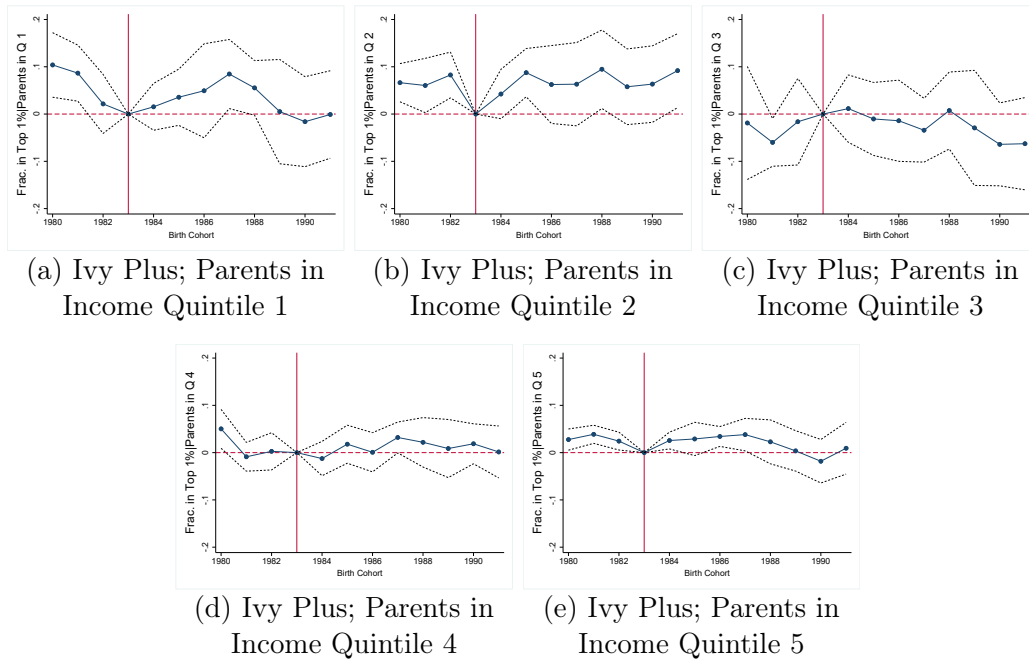 Frac. in Top 1%|Parents in Q 1
.2
.1
0
-.1
-.2
1980 1982 1984 1986 1988 1990
Birth Cohort
(a) Ivy Plus; Parents in
Income Quintile 1
Frac. in Top 1%|Parents in Q 2
.2
.1
0
-.1
-.2
1980 1982 1984 1986 1988 1990
Birth Cohort
(b) Ivy Plus; Parents in
Income Quintile 2
Frac. in Top 1%|Parents in Q 3
.2
.1
0
-.1
-.2
1980 1982 1984 1986 1988 1990
Birth Cohort
(c) Ivy Plus; Parents in
Income Quintile 3
Frac. in Top 1%|Parents in Q 4
.2
.1
0
-.1
-.2
1980 1982 1984 1986 1988 1990
Birth Cohort
(d) Ivy Plus; Parents in
Income Quintile 4
Frac. in Top 1%|Parents in Q 5
.2
.1
0
-.1
-.2
1980 1982 1984 1986 1988 1990
Birth Cohort
(e) Ivy Plus; Parents in
Income Quintile 5